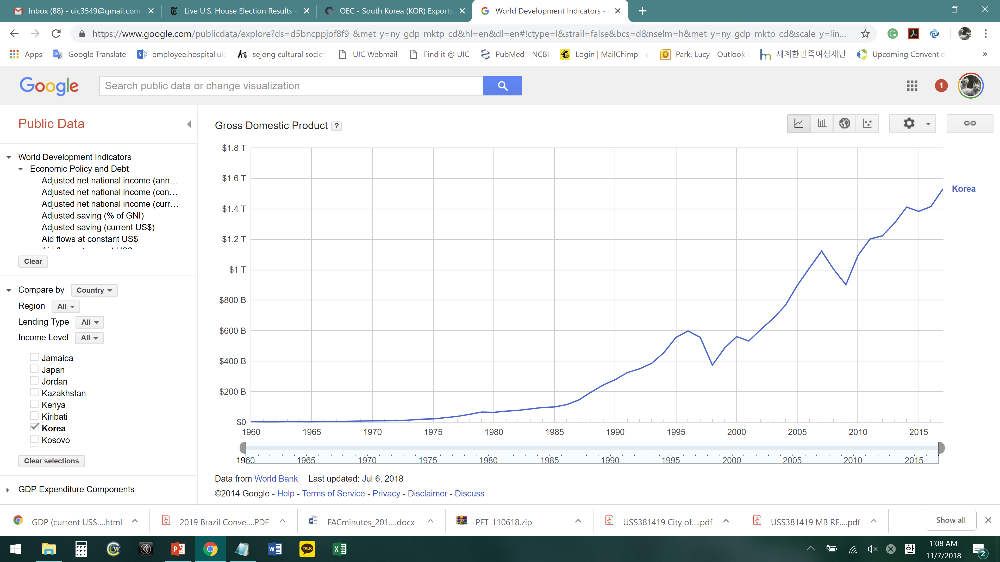 Inbox (88) - uic3549@gmail.com
Live U.S. House Election Results -
OEC - South Korea (KOR) Exports
World Development Indicators -
https://www.google.com/publicdata/explore?ds=d5bncppjof8f9_&met_y=ny_gdp_mktp_cd&hl=en&dl=en#!ctype=l&strail=false&bcs=d&nselm=h&met_y=ny_gdp_mktp_cd&scale_y=lin...
Apps
Google Translate
employee.hospital.uic
sejong cultural societ
UIC Webmail
Find it @ UIC
PubMed - NCBI
Login | MailChimp - e
Park, Lucy - Outlook
세계한민족여성재단
Upcoming Conventio
»
Google
Search public data or change visualization
1
Public Data
World Development Indicators
Economic Policy and Debt
Adjusted net national income (ann...
Adjusted net national income (con...
Adjusted net national income (curr...
Adjusted saving (% of GNI)
Adjusted saving (current US$)
Aid flows at constant US$
Clear
Compare by Country
Region All
Lending Type All
Income Level All
Jamaica
Japan
Jordan
Kazakhstan
Kenya
Kiribati
Korea
Kosovo
Clear selections
GDP Expenditure Components
Gross Domestic Product ?
$1.8 T
$1.6 T
$1.4 T
$1.2 T
$1 T
$800 B
$600 B
$400 B
$200 B
$0
Korea
1960 1965 1970 1975 1980 1985 1990 1995 2000 2005 2010 2015
1960 1965 1970 1975 1980 1985 1990 1995 2000 2005 2010 2015
Data from World Bank Last updated: Jul 6, 2018
©2014 Google - Help - Terms of Service - Privacy - Disclaimer - Discuss
GDP (current US$....html
2019 Brazil Conve....PDF
FACminutes_201....docx
PFT-110618.zip
USS381419 City of....pdf
USS381419 MB RE....pdf
Show all
TALK
한
1:08 AM
11/7/2018
2